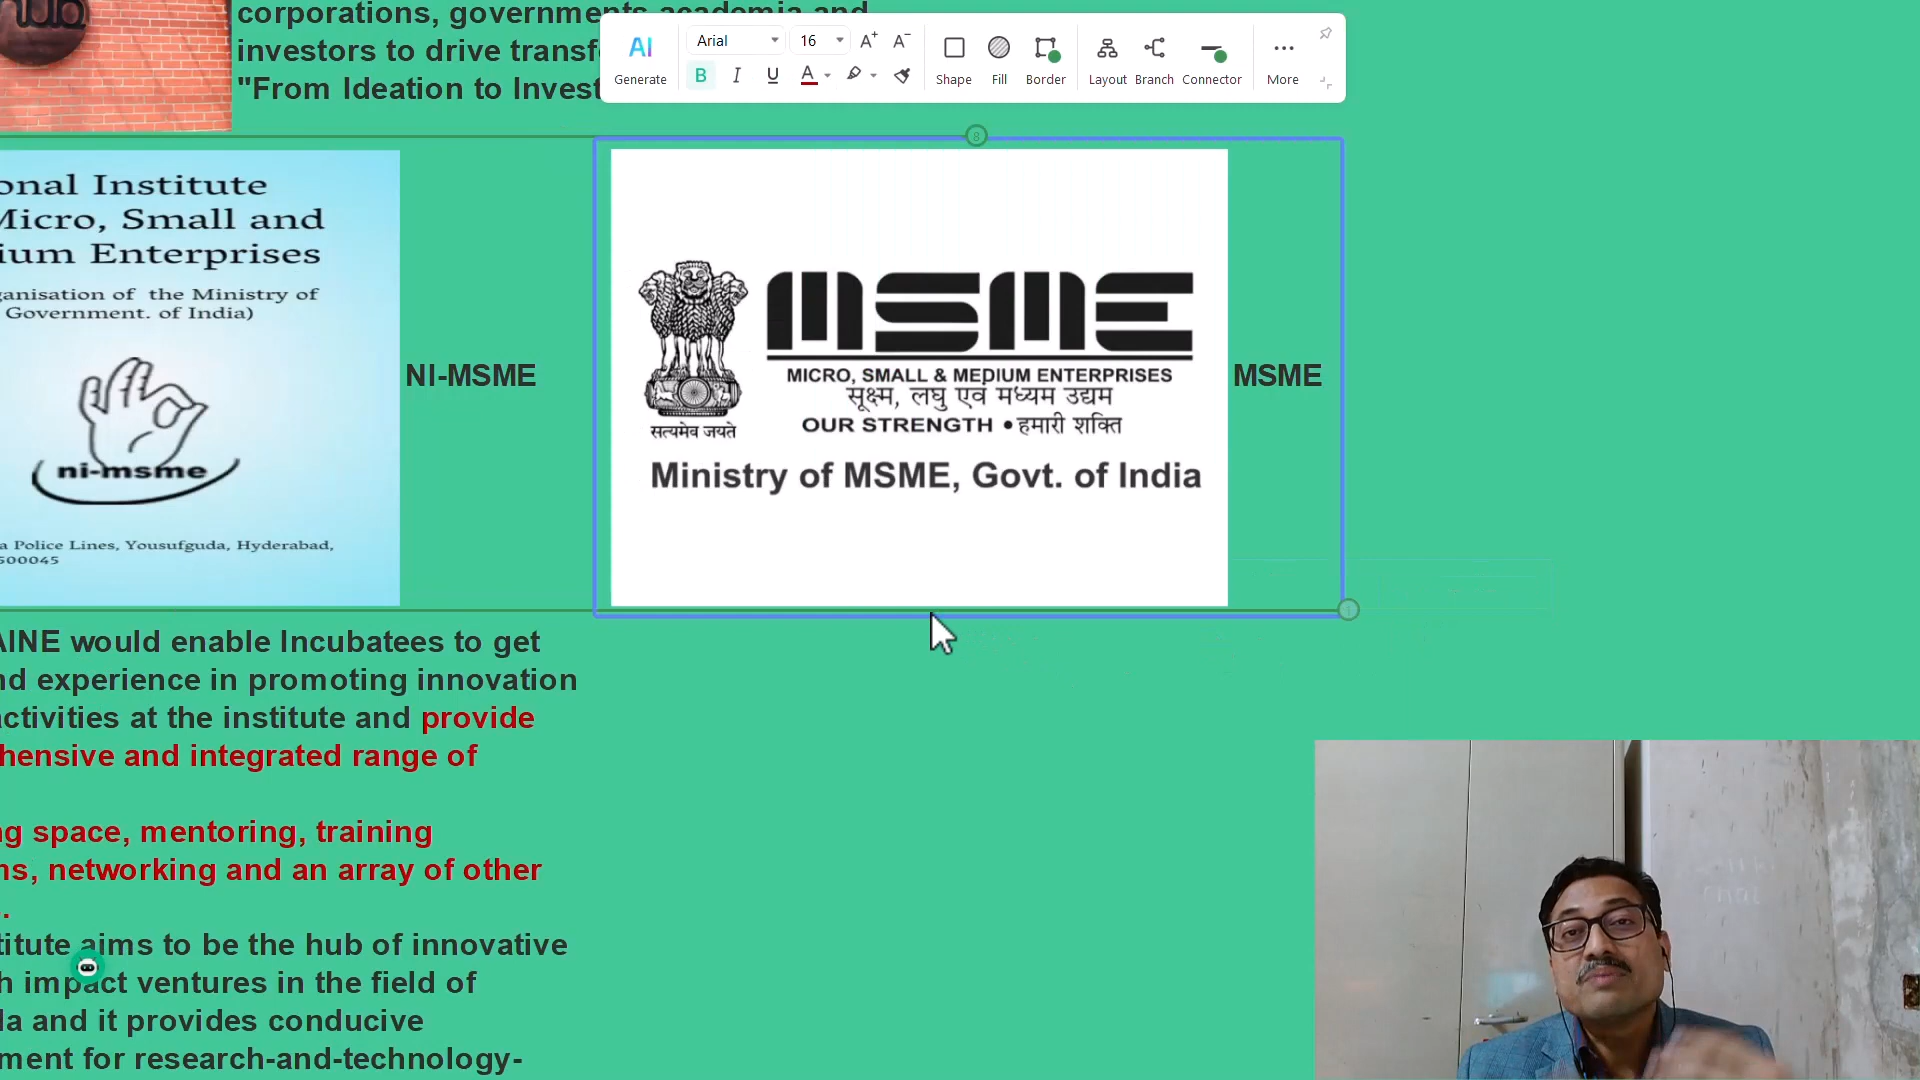 hub
corporations, governments academia and
investors to drive transf
"From Ideation to Invest
AI
Generate
Arial
16
A+
A-
B
I
U
A
Shape
Fill
Border
Layout
Branch
Connector
More
8
onal Institute
Micro, Small and
ium Enterprises
ganisation of the Ministry of
Government. of India)
ni-msme
a Police Lines, Yousufguda, Hyderabad,
500045
NI-MSME
सत्यमेव जयते
MSME
MICRO, SMALL & MEDIUM ENTERPRISES
सूक्ष्म, लघु एवं मध्यम उद्यम
OUR STRENGTH • हमारी शक्ति
Ministry of MSME, Govt. of India
MSME
1
AINE would enable Incubatees to get
nd experience in promoting innovation
activities at the institute and provide
hensive and integrated range of
ng space, mentoring, training
ns, networking and an array of other
.
titute aims to be the hub of innovative
h impact ventures in the field of
la and it provides conducive
ment for research-and-technology-